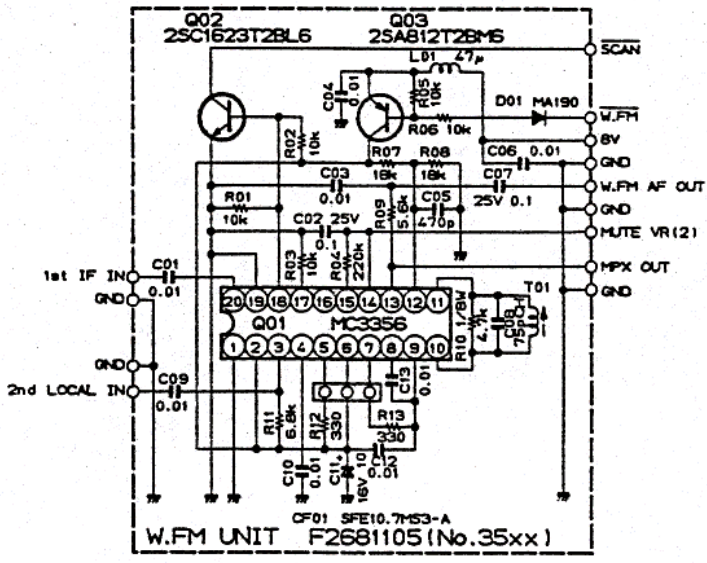 Q02
2SC1623T2BL6
Q03
2SA812T2BM6
L01 47μ
SCAN
C04 0.01
R05 10k
D01 MA190
W.FM
R02 10k
R06 10k
8V
C06 0.01
R07 18k
R08 18k
GND
C03 0.01
C07 25V 0.1
W.FM AF OUT
R01 10k
R09 5.6k
C05 470p
GND
C02 25V 0.1
MUTE VR(2)
R03 10k
R04 220k
C01 0.01
1st IF IN
MPX OUT
T01
GND
GND
20 19 18 17 16 15 14 13 12 11
Q01 MC3356
R10 1/8W 4.7k
C08 75pCH
1 2 3 4 5 6 7 8 9 10
GND
C13 0.01
2nd LOCAL IN
C09 0.01
R11 6.8k
R12 330
R13 330
C12 0.01
C10 0.01
C11 + 16V 10
CF01 SFE10.7MS3-A
W.FM UNIT F2681105(No.35xx)